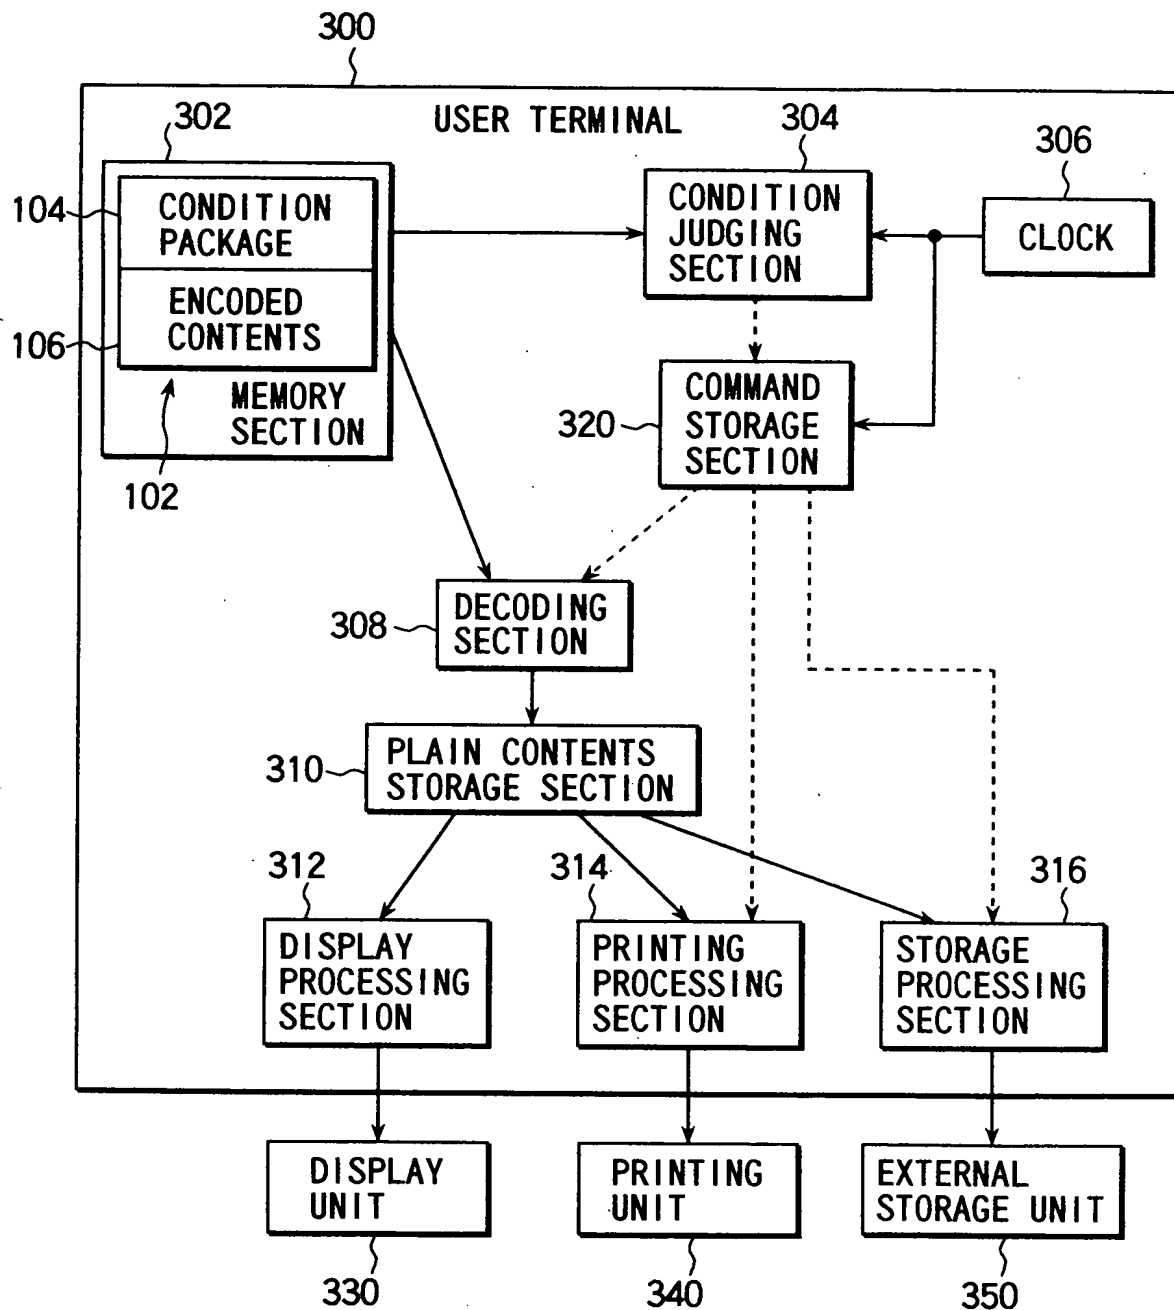 300
USER TERMINAL
302
304
306
104
CONDITION
PACKAGE
CONDITION
JUDGING
SECTION
CLOCK
ENCODED
CONTENTS
106
MEMORY
SECTION
102
320
COMMAND
STORAGE
SECTION
308
DECODING
SECTION
310
PLAIN CONTENTS
STORAGE SECTION
312
314
316
DISPLAY
PROCESSING
SECTION
PRINTING
PROCESSING
SECTION
STORAGE
PROCESSING
SECTION
DISPLAY
UNIT
PRINTING
UNIT
EXTERNAL
STORAGE UNIT
330
340
350